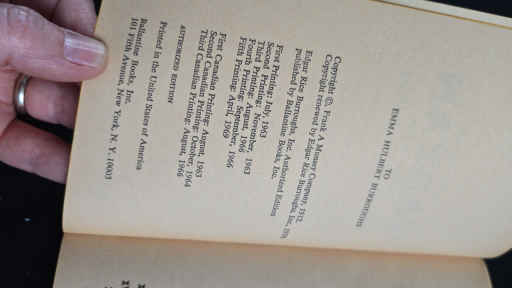 TO
EMMA HULBERT BURROUGHS
Copyright ©, Frank A. Munsey Company, 1912
Copyright renewed by Edgar Rice Burroughs, Inc.
Edgar Rice Burroughs, Inc. Authorized Edition
published by Ballantine Books, Inc.
First Printing: July, 1963
Second Printing:
Third Printing: November, 1963
Fourth Printing: August, 1966
Fifth Printing: September, 1966
Printing: April, 1969
First Canadian Printing: August, 1963
Second Canadian Printing: October, 1964
Third Canadian Printing: August, 1966
AUTHORIZED EDITION
Printed in the United States of America
Ballantine Books, Inc.
101 Fifth Avenue, New York, N. Y. 10003